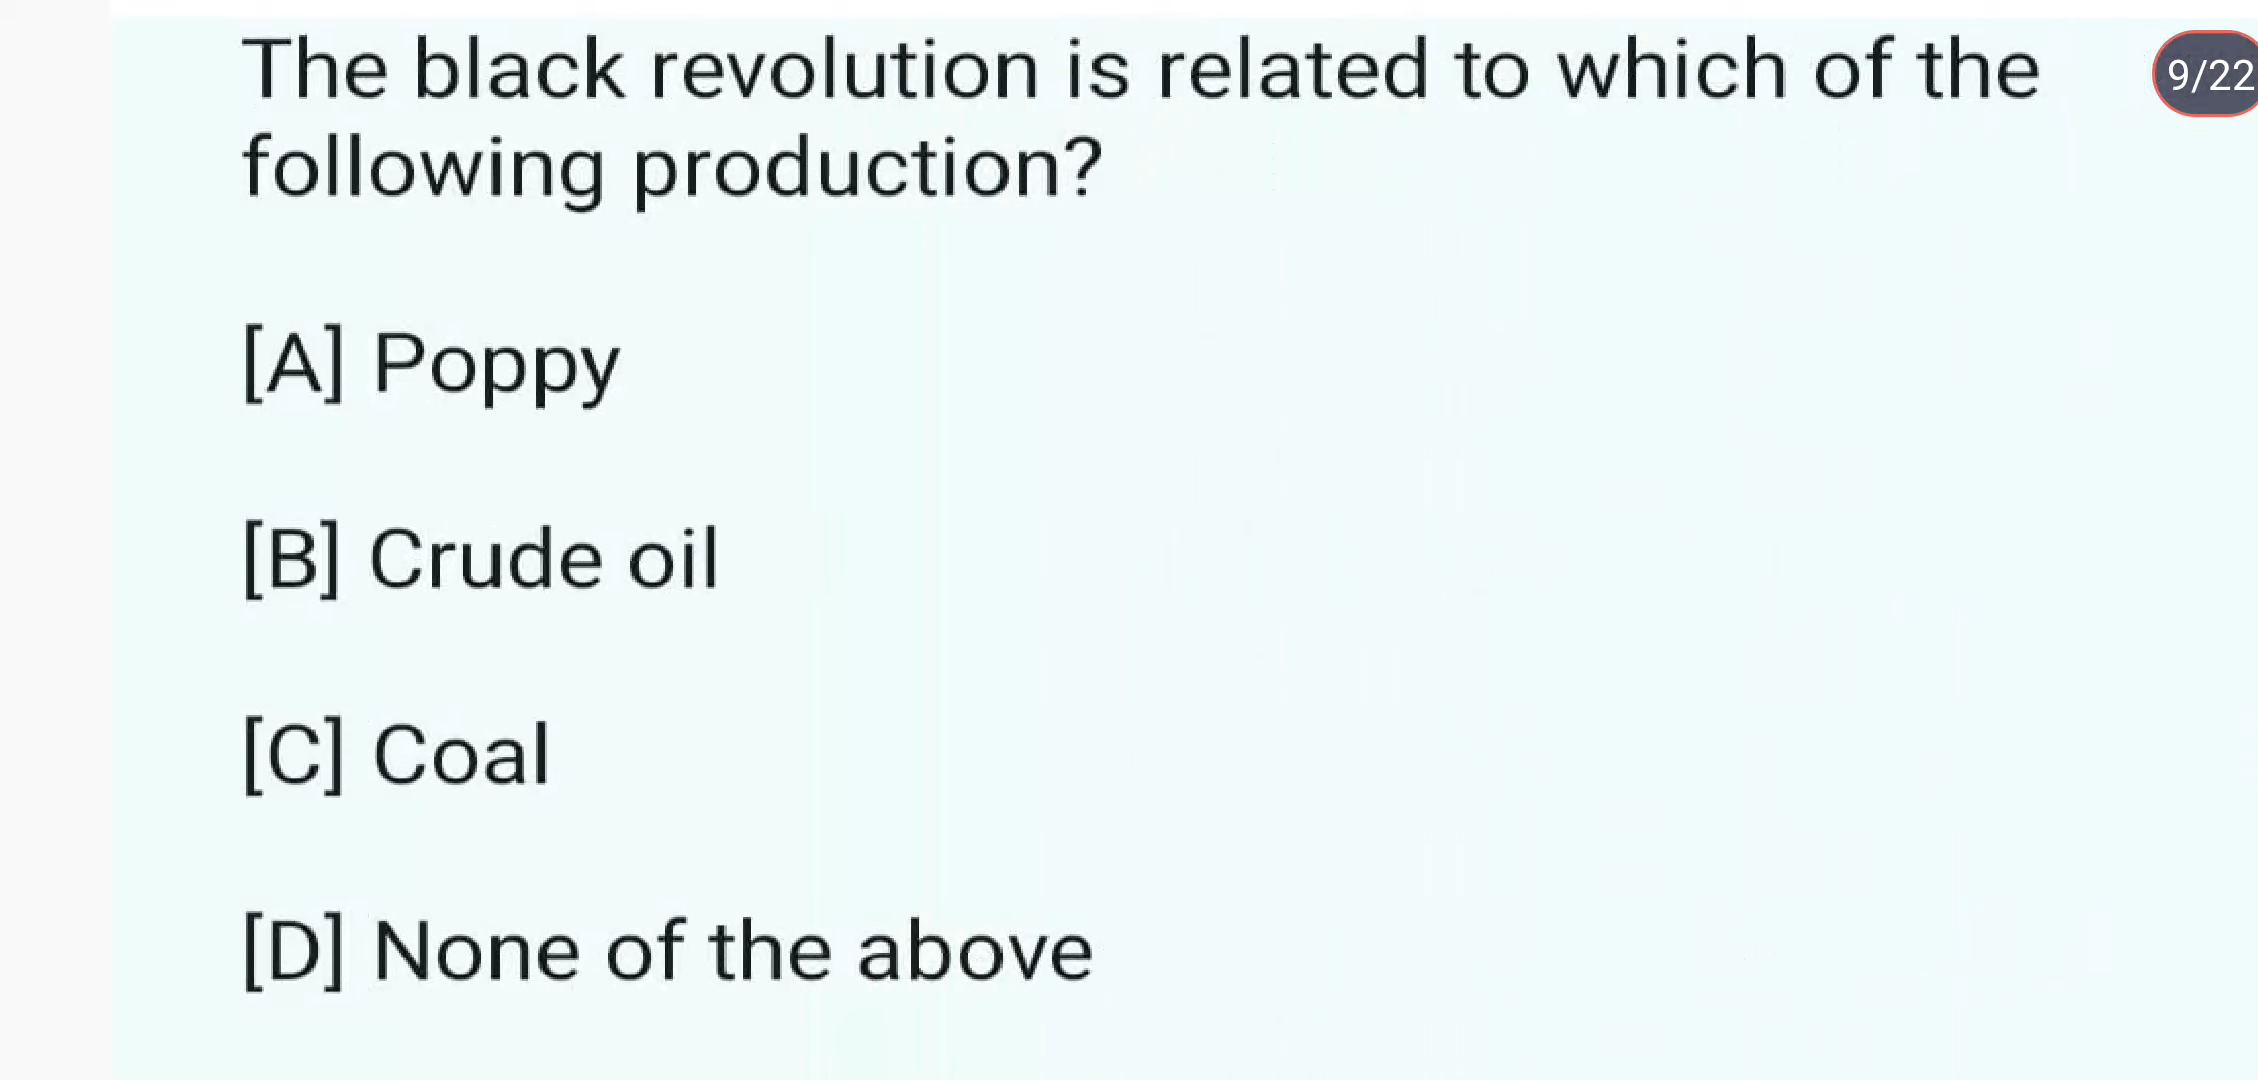 The black revolution is related to which of the
9/22
following production?
[A] Poppy
[B] Crude oil
[C] Coal
[D] None of the above